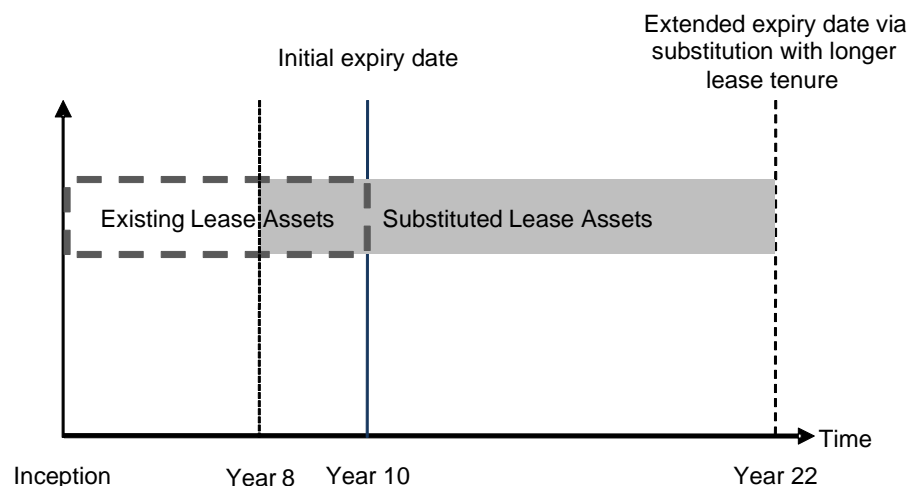 Extended expiry date via
substitution with longer
lease tenure
Initial expiry date
Existing Lease Assets
Substituted Lease Assets
Time
Inception
Year 8
Year 10
Year 22